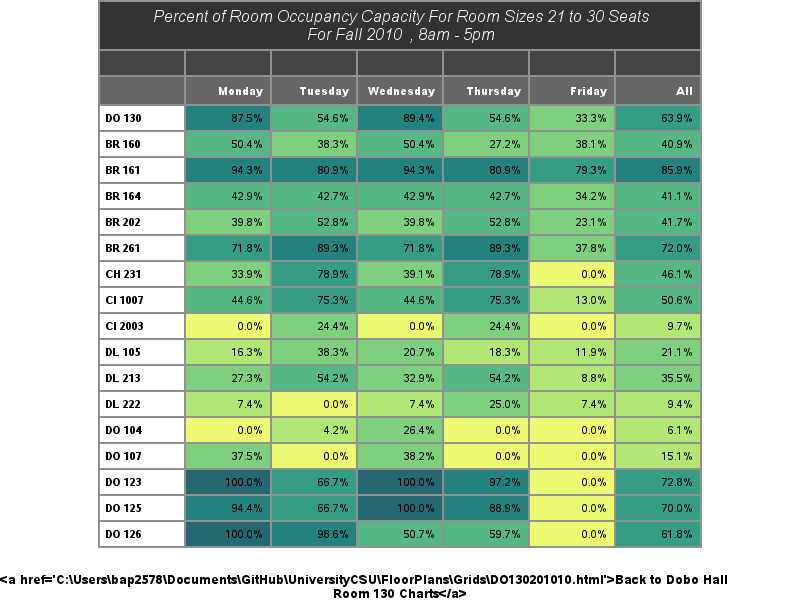 Percent of Room Occupancy Capacity For Room Sizes 21 to 30 Seats
For Fall 2010 , 8am - 5pm
Monday Tuesday Wednesday Thursday Friday All
DO 130 87.5% 54.6% 89.4% 54.6% 33.3% 63.9%
BR 160 50.4% 38.3% 50.4% 27.2% 38.1% 40.9%
BR 161 94.3% 80.9% 94.3% 80.9% 79.3% 85.9%
BR 164 42.9% 42.7% 42.9% 42.7% 34.2% 41.1%
BR 202 39.8% 52.8% 39.8% 52.8% 23.1% 41.7%
BR 261 71.8% 89.3% 71.8% 89.3% 37.8% 72.0%
CH 231 33.9% 78.9% 39.1% 78.9% 0.0% 46.1%
CI 1007 44.6% 75.3% 44.6% 75.3% 13.0% 50.6%
CI 2003 0.0% 24.4% 0.0% 24.4% 0.0% 9.7%
DL 105 16.3% 38.3% 20.7% 18.3% 11.9% 21.1%
DL 213 27.3% 54.2% 32.9% 54.2% 8.8% 35.5%
DL 222 7.4% 0.0% 7.4% 25.0% 7.4% 9.4%
DO 104 0.0% 4.2% 26.4% 0.0% 0.0% 6.1%
DO 107 37.5% 0.0% 38.2% 0.0% 0.0% 15.1%
DO 123 100.0% 66.7% 100.0% 97.2% 0.0% 72.8%
DO 125 94.4% 66.7% 100.0% 88.9% 0.0% 70.0%
DO 126 100.0% 98.6% 50.7% 59.7% 0.0% 61.8%
<a href='C:\Users\bap2578\Documents\GitHub\UniversityCSU\FloorPlans\Grids\DO130201010.html'>Back to Dobo Hall
Room 130 Charts</a>